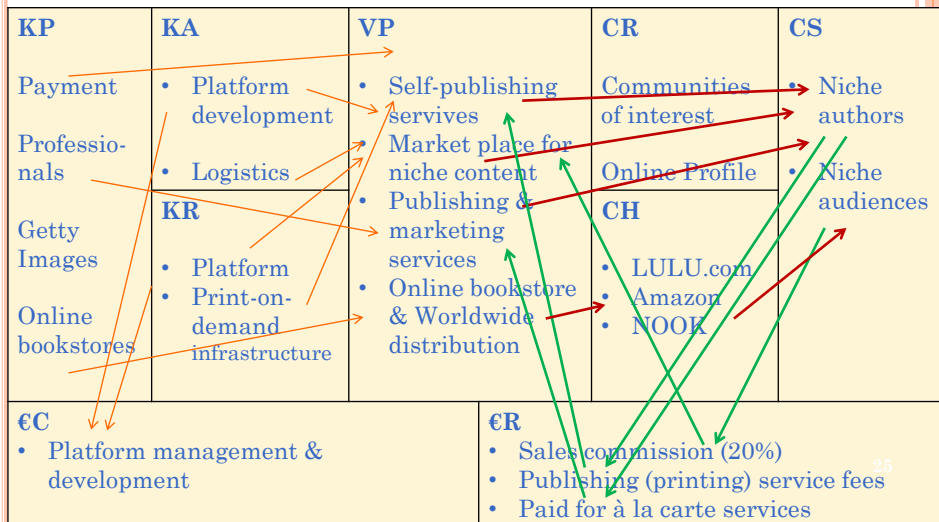 KP
Payment
Professio-
nals
Getty
Images
Online
bookstores
KA
• Platform
development
• Logistics
KR
• Platform
• Print-on-
demand
infrastructure
VP
• Self-publishing
servives
• Market place for
niche content
• Publishing &
marketing
services
• Online bookstore
& Worldwide
distribution
CR
Communities
of interest
Online Profile
CH
• LULU.com
• Amazon
• NOOK
CS
• Niche
authors
• Niche
audiences
€C
• Platform management &
development
€R
• Sales commission (20%)
• Publishing (printing) service fees
• Paid for à la carte services
25